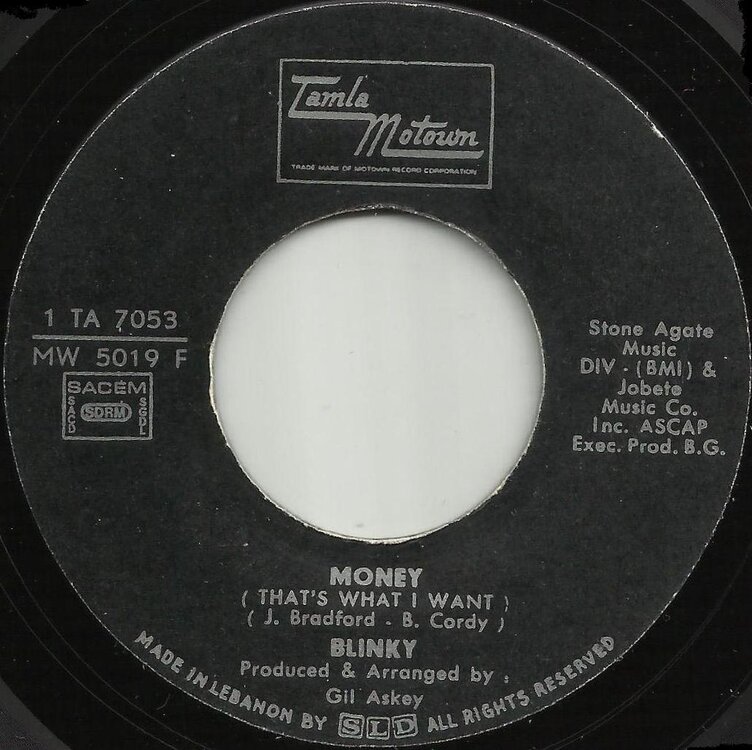 Tamla
Motown
TRADE MARK OF MOTOWN RECORD CORPORATION
1 TA 7053
MW 5019 F
SACEM
SACD
SDRM
SGDL
Stone Agate
Music
DIV - (BMI) &
Jobete
Music Co.
Inc. ASCAP
Exec. Prod. B.G.
MONEY
( THAT'S WHAT I WANT )
( J. Bradford - B. Cordy )
BLINKY
Produced & Arranged by :
Gil Askey
MADE IN LEBANON BY SLD ALL RIGHTS RESERVED